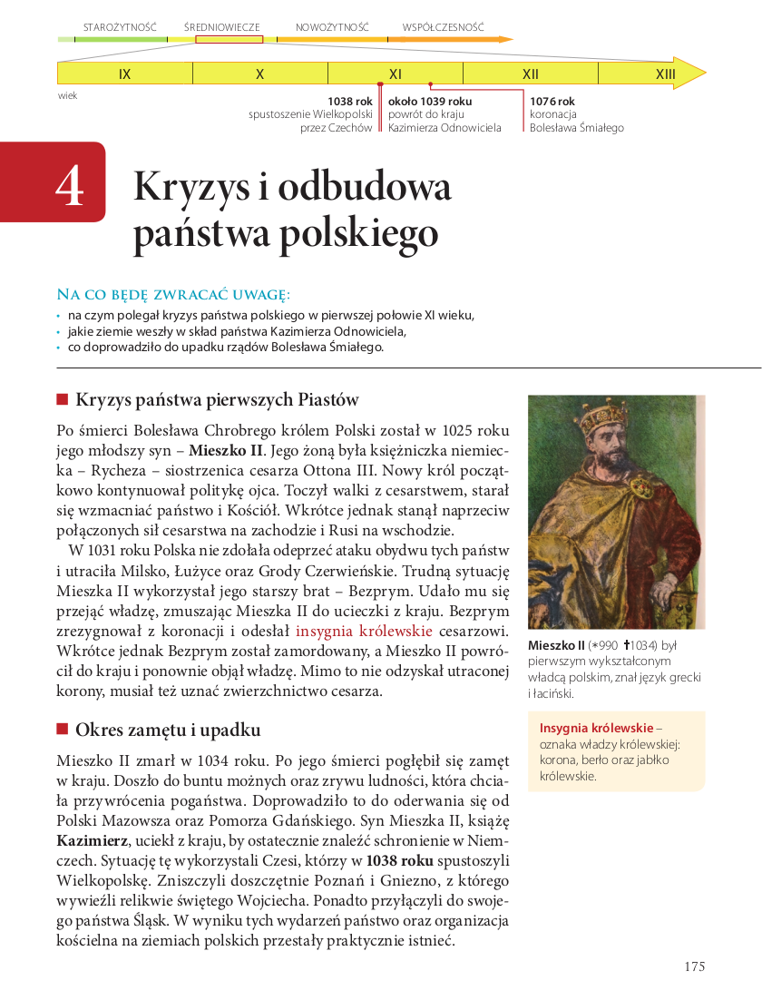 STAROŻYTNOŚĆ ŚREDNIOWIECZE NOWOŻYTNOŚĆ WSPÓŁCZESNOŚĆ
IX X XI XII XIII
wiek
1038 rok
spustoszenie Wielkopolski
przez Czechów
około 1039 roku
powrót do kraju
Kazimierza Odnowiciela
1076 rok
koronacja
Bolesława Śmiałego
4
Kryzys i odbudowa
państwa polskiego
Na co będę zwracać uwagę:
• na czym polegał kryzys państwa polskiego w pierwszej połowie XI wieku,
• jakie ziemie weszły w skład państwa Kazimierza Odnowiciela,
• co doprowadziło do upadku rządów Bolesława Śmiałego.
Kryzys państwa pierwszych Piastów
Po śmierci Bolesława Chrobrego królem Polski został w 1025 roku
jego młodszy syn – Mieszko II. Jego żoną była księżniczka niemiec-
ka – Rycheza – siostrzenica cesarza Ottona III. Nowy król począt-
kowo kontynuował politykę ojca. Toczył walki z cesarstwem, starał
się wzmacniać państwo i Kościół. Wkrótce jednak stanął naprzeciw
połączonych sił cesarstwa na zachodzie i Rusi na wschodzie.
W 1031 roku Polska nie zdołała odeprzeć ataku obydwu tych państw
i utraciła Milsko, Łużyce oraz Grody Czerwieńskie. Trudną sytuację
Mieszka II wykorzystał jego starszy brat – Bezprym. Udało mu się
przejąć władzę, zmuszając Mieszka II do ucieczki z kraju. Bezprym
zrezygnował z koronacji i odesłał insygnia królewskie cesarzowi.
Wkrótce jednak Bezprym został zamordowany, a Mieszko II powró-
cił do kraju i ponownie objął władzę. Mimo to nie odzyskał utraconej
korony, musiał też uznać zwierzchnictwo cesarza.
Mieszko II (*990 ✝1034) był
pierwszym wykształconym
władcą polskim, znał język grecki
i łaciński.
Insygnia królewskie –
oznaka władzy królewskiej:
korona, berło oraz jabłko
królewskie.
Okres zamętu i upadku
Mieszko II zmarł w 1034 roku. Po jego śmierci pogłębił się zamęt
w kraju. Doszło do buntu możnych oraz zrywu ludności, która chcia-
ła przywrócenia pogaństwa. Doprowadziło to do oderwania się od
Polski Mazowsza oraz Pomorza Gdańskiego. Syn Mieszka II, książę
Kazimierz, uciekł z kraju, by ostatecznie znaleźć schronienie w Niem-
czech. Sytuację tę wykorzystali Czesi, którzy w 1038 roku spustoszyli
Wielkopolskę. Zniszczyli doszczętnie Poznań i Gniezno, z którego
wywieźli relikwie świętego Wojciecha. Ponadto przyłączyli do swoje-
go państwa Śląsk. W wyniku tych wydarzeń państwo oraz organizacja
kościelna na ziemiach polskich przestały praktycznie istnieć.
175